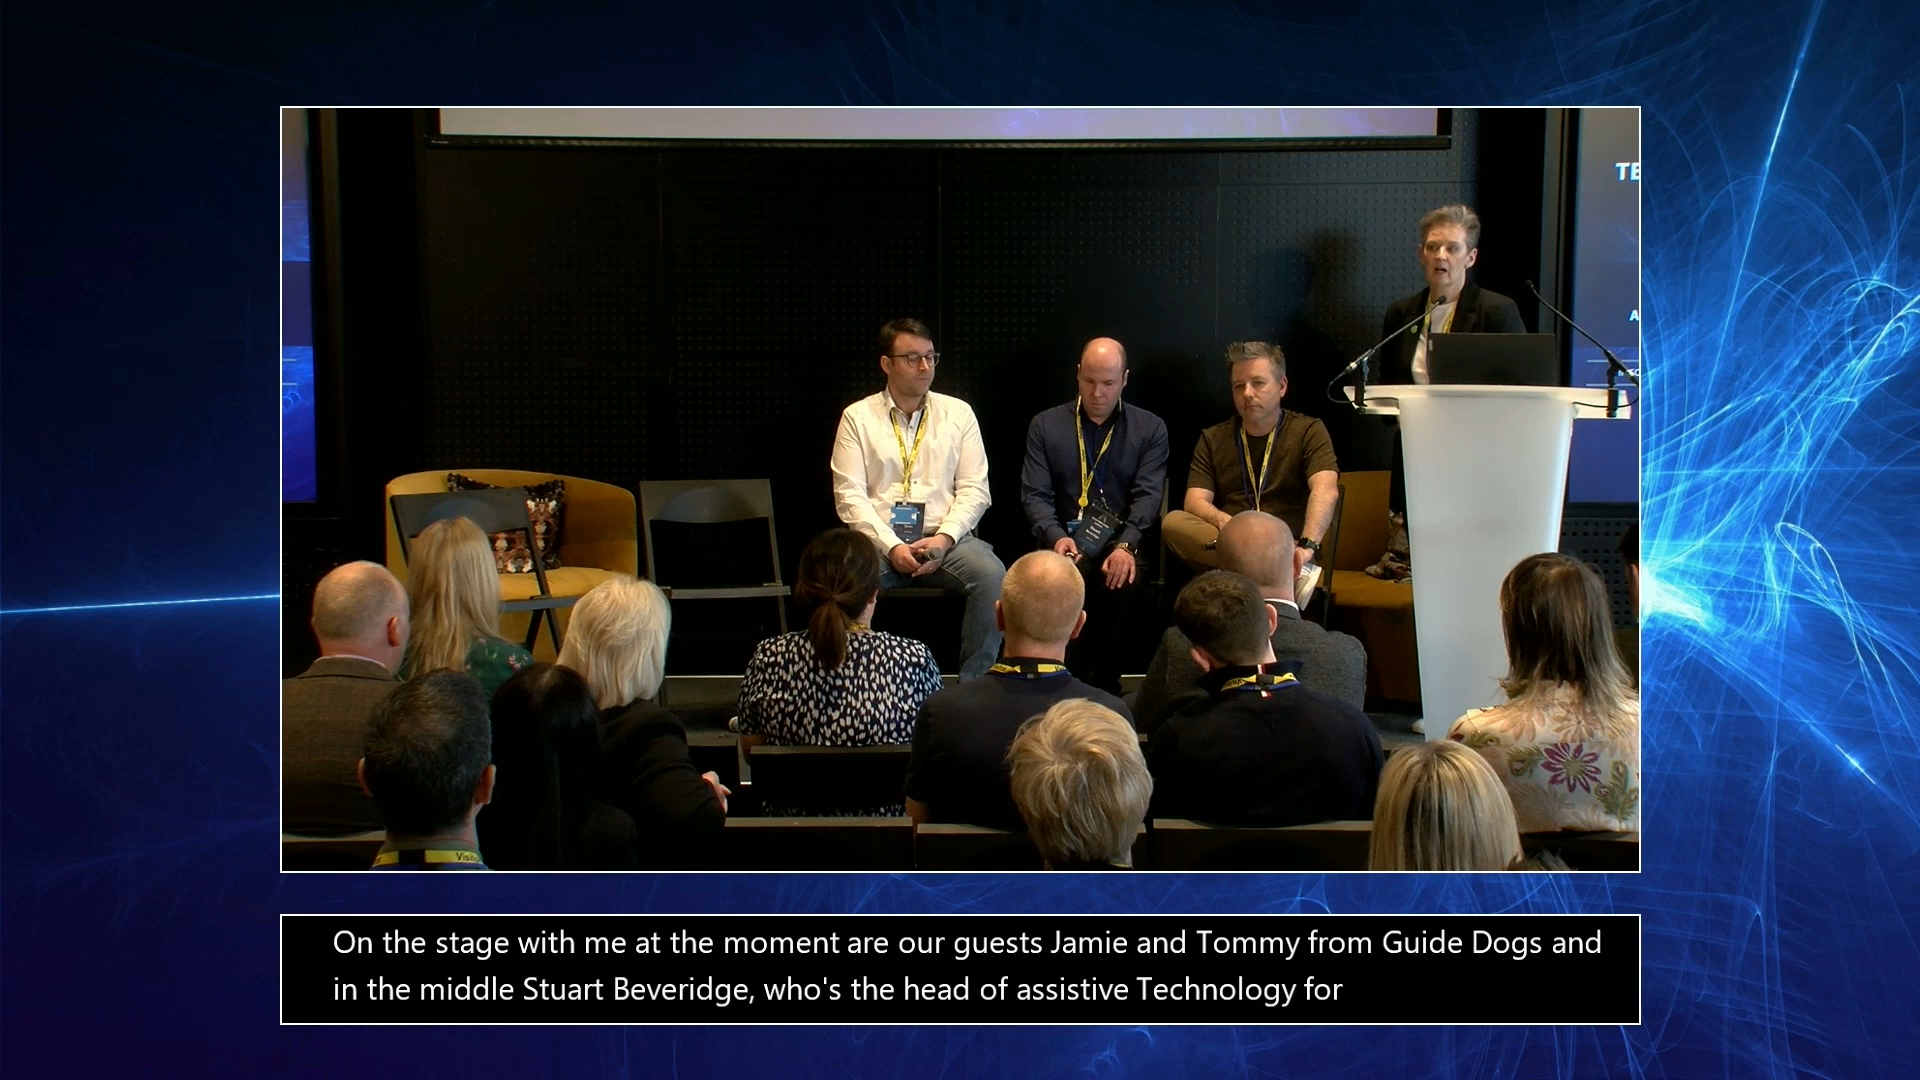 TE
A
On the stage with me at the moment are our guests Jamie and Tommy from Guide Dogs and
in the middle Stuart Beveridge, who's the head of assistive Technology for